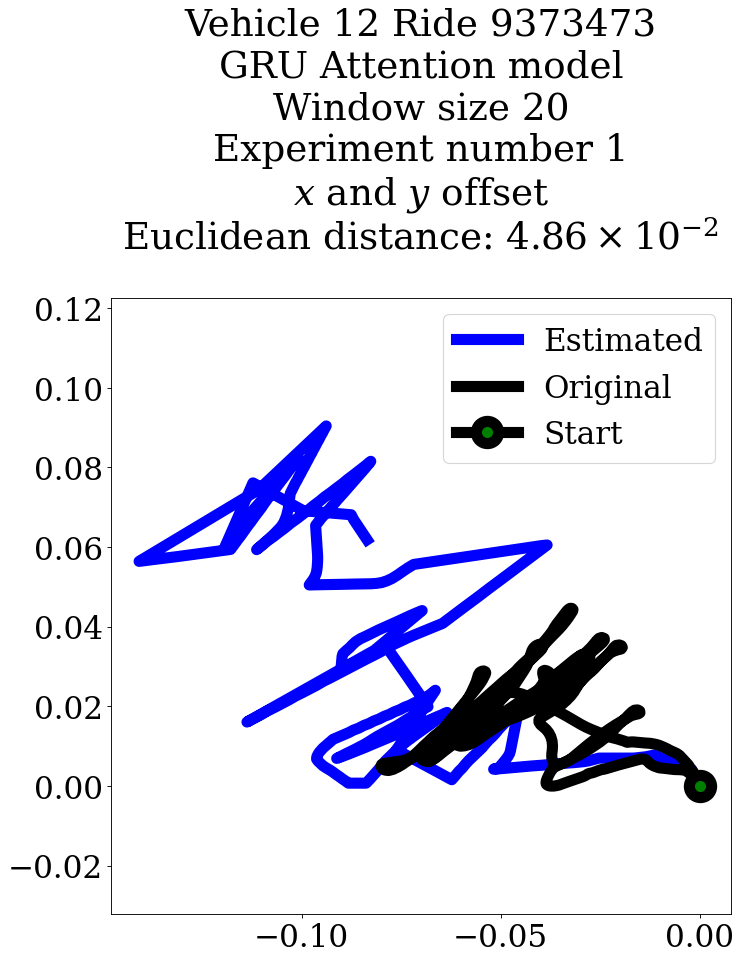 Vehicle 12 Ride 9373473
GRU Attention model
Window size 20
Experiment number 1
x and y offset
Euclidean distance: 4.86 × 10⁻²
0.12
0.10
0.08
0.06
0.04
0.02
0.00
−0.02
Estimated
Original
Start
−0.10
−0.05
0.00